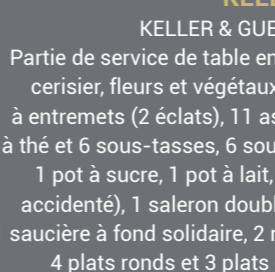 KELL
KELLER & GUE
Partie de service de table en
cerisier, fleurs et végétaux
à entremets (2 éclats), 11 as
à thé et 6 sous-tasses, 6 sou
1 pot à sucre, 1 pot à lait,
accidenté), 1 saleron doubl
saucière à fond solidaire, 2 r
4 plats ronds et 3 plats